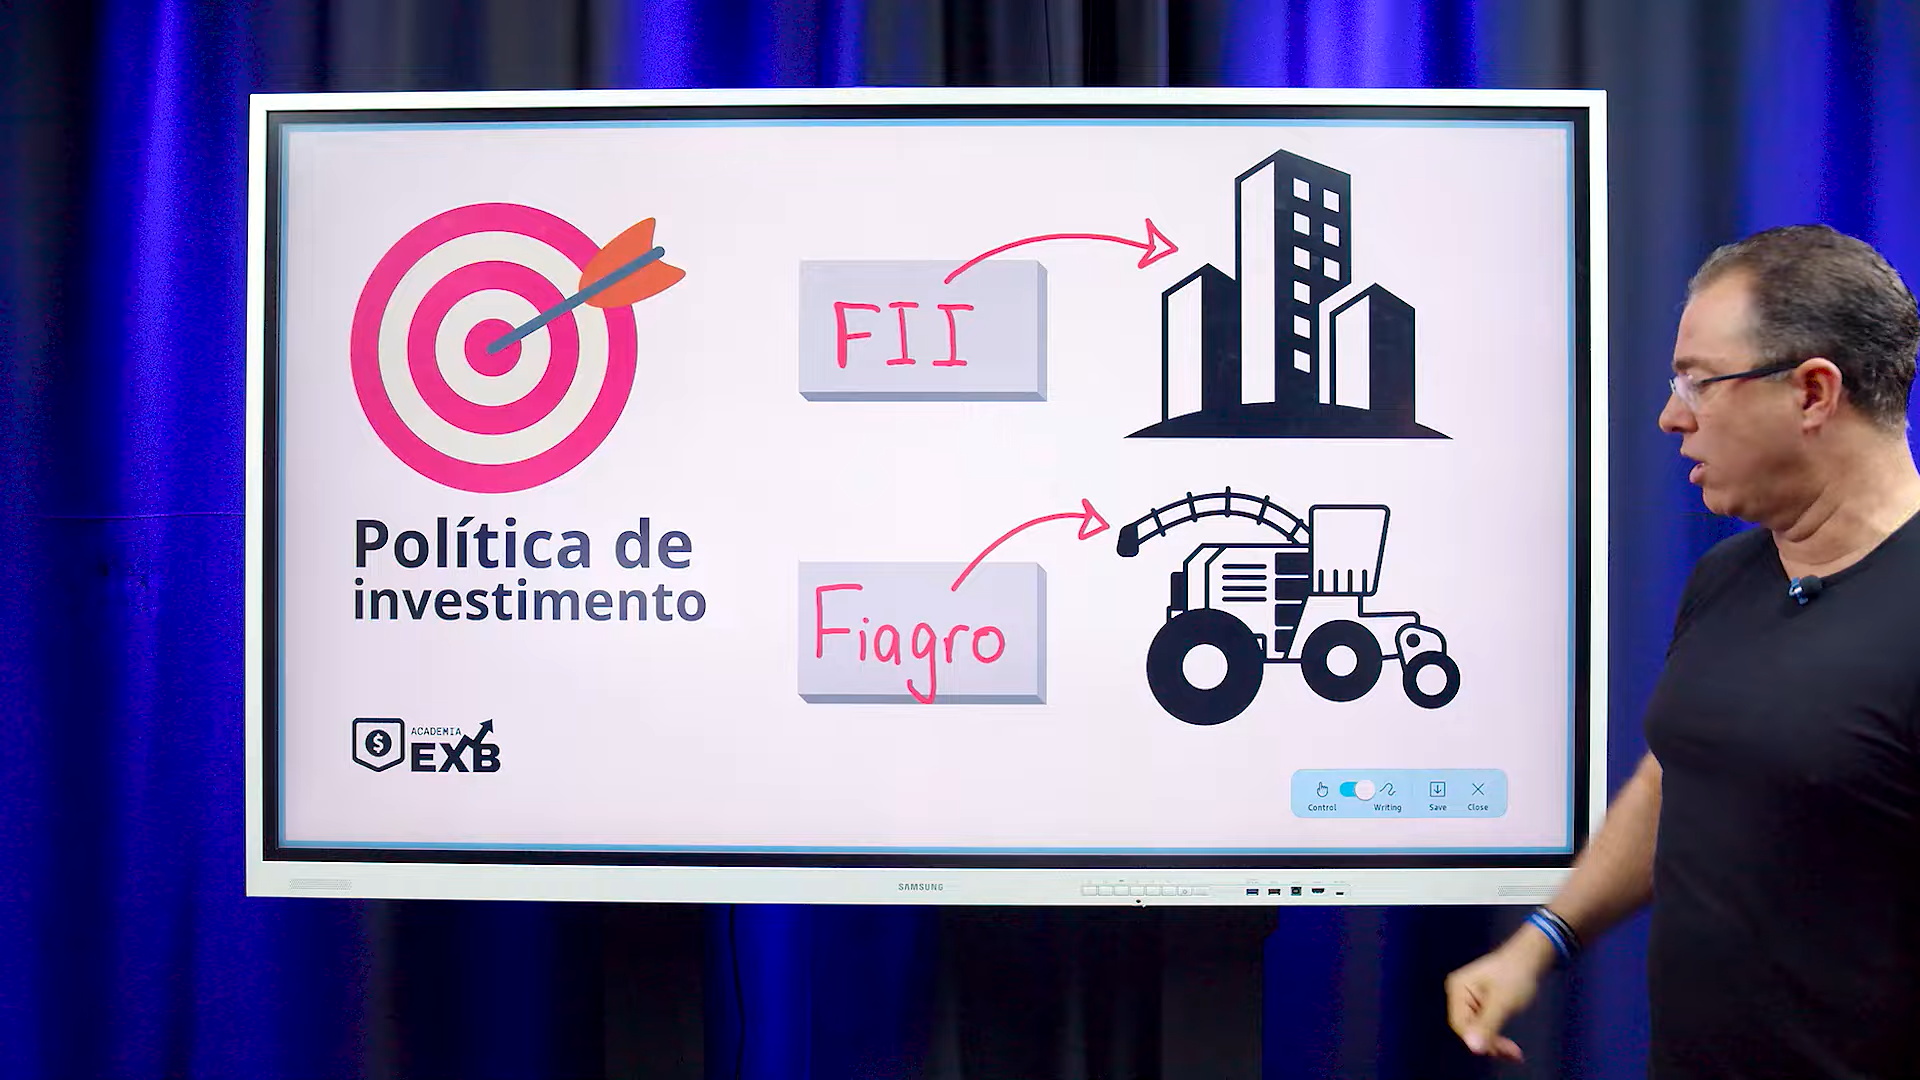 FII
Política de
investimento
Fiagro
ACADEMIA
EXB
Control
Writing
Save
Close
SAMSUNG